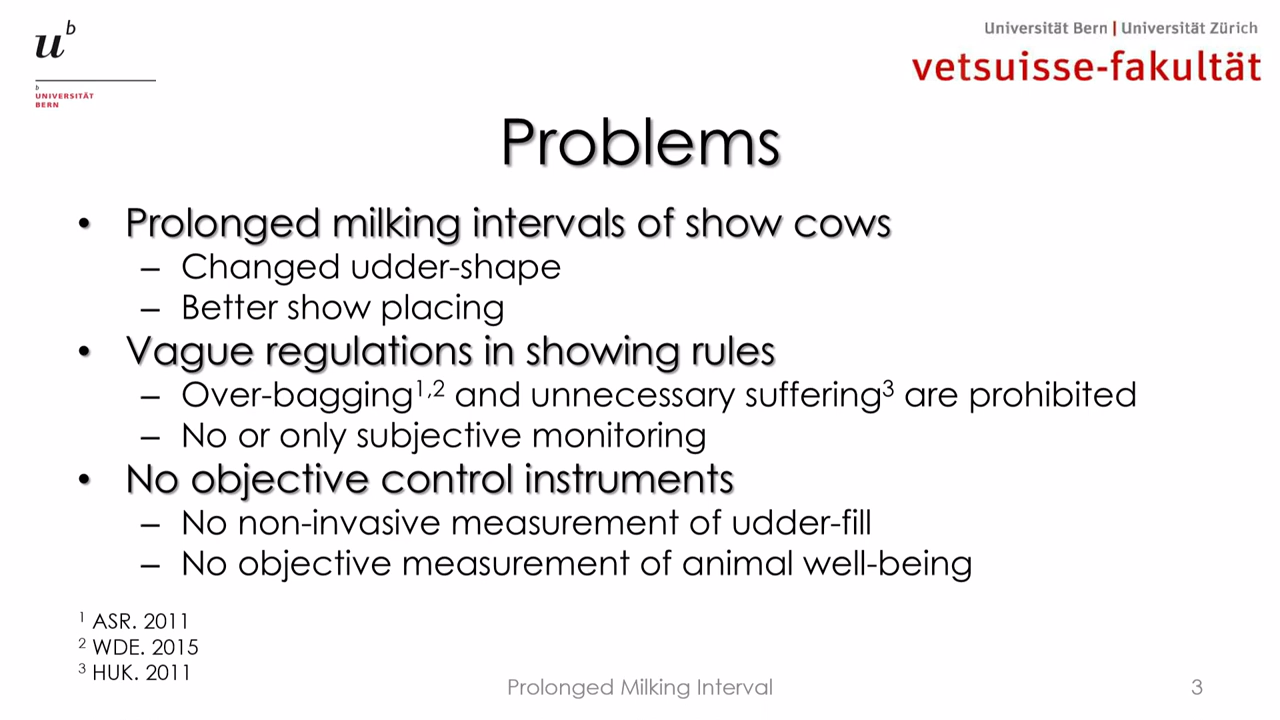 u^b
b
UNIVERSITÄT
BERN
Universität Bern | Universität Zürich
vetsuisse-fakultät
Problems
• Prolonged milking intervals of show cows
– Changed udder-shape
– Better show placing
• Vague regulations in showing rules
– Over-bagging1,2 and unnecessary suffering3 are prohibited
– No or only subjective monitoring
• No objective control instruments
– No non-invasive measurement of udder-fill
– No objective measurement of animal well-being
1 ASR. 2011
2 WDE. 2015
3 HUK. 2011
Prolonged Milking Interval
3